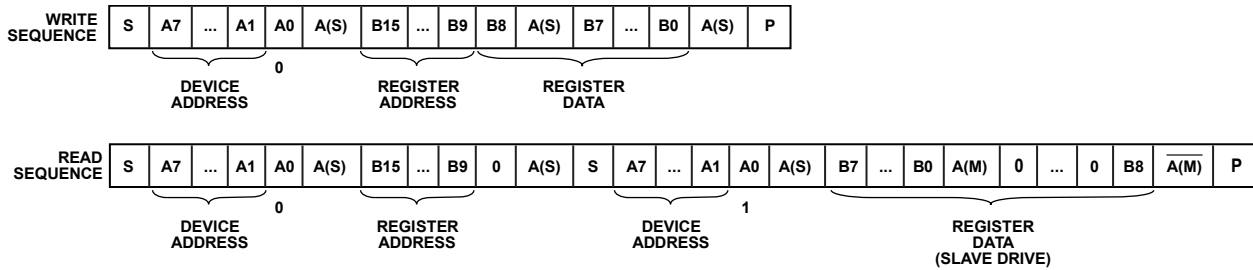 WRITE
SEQUENCE
S A7 ... A1 A0 A(S) B15 ... B9 B8 A(S) B7 ... B0 A(S) P
0
DEVICE
ADDRESS
REGISTER
ADDRESS
REGISTER
DATA
READ
SEQUENCE
S A7 ... A1 A0 A(S) B15 ... B9 0 A(S) S A7 ... A1 A0 A(S) B7 ... B0 A(M) 0 ... 0 B8 A̅(̅M̅)̅ P
0
1
DEVICE
ADDRESS
REGISTER
ADDRESS
DEVICE
ADDRESS
REGISTER
DATA
(SLAVE DRIVE)